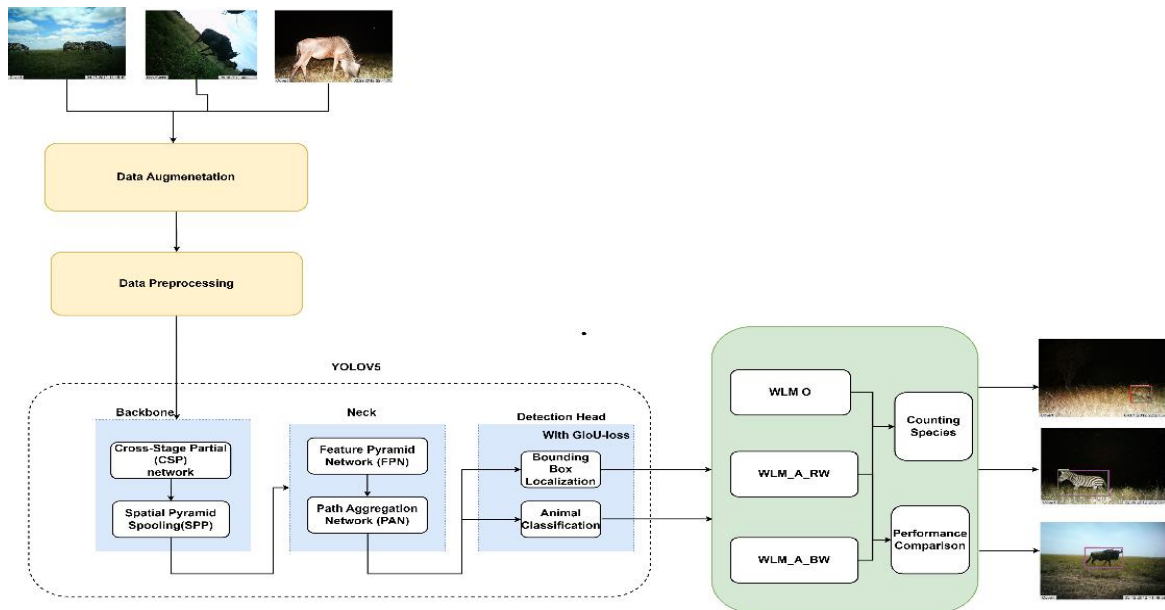 Data Augmenetation
Data Preprocessing
YOLOV5
Backbone
Cross-Stage Partial
(CSP)
network
Spatial Pyramid
Spooling(SPP)
Neck
Feature Pyramid
Network (FPN)
Path Aggregation
Network (PAN)
Detection Head
With GIoU-loss
Bounding
Box
Localization
Animal
Classification
WLM O
WLM_A_RW
WLM_A_BW
Counting
Species
Performance
Comparison